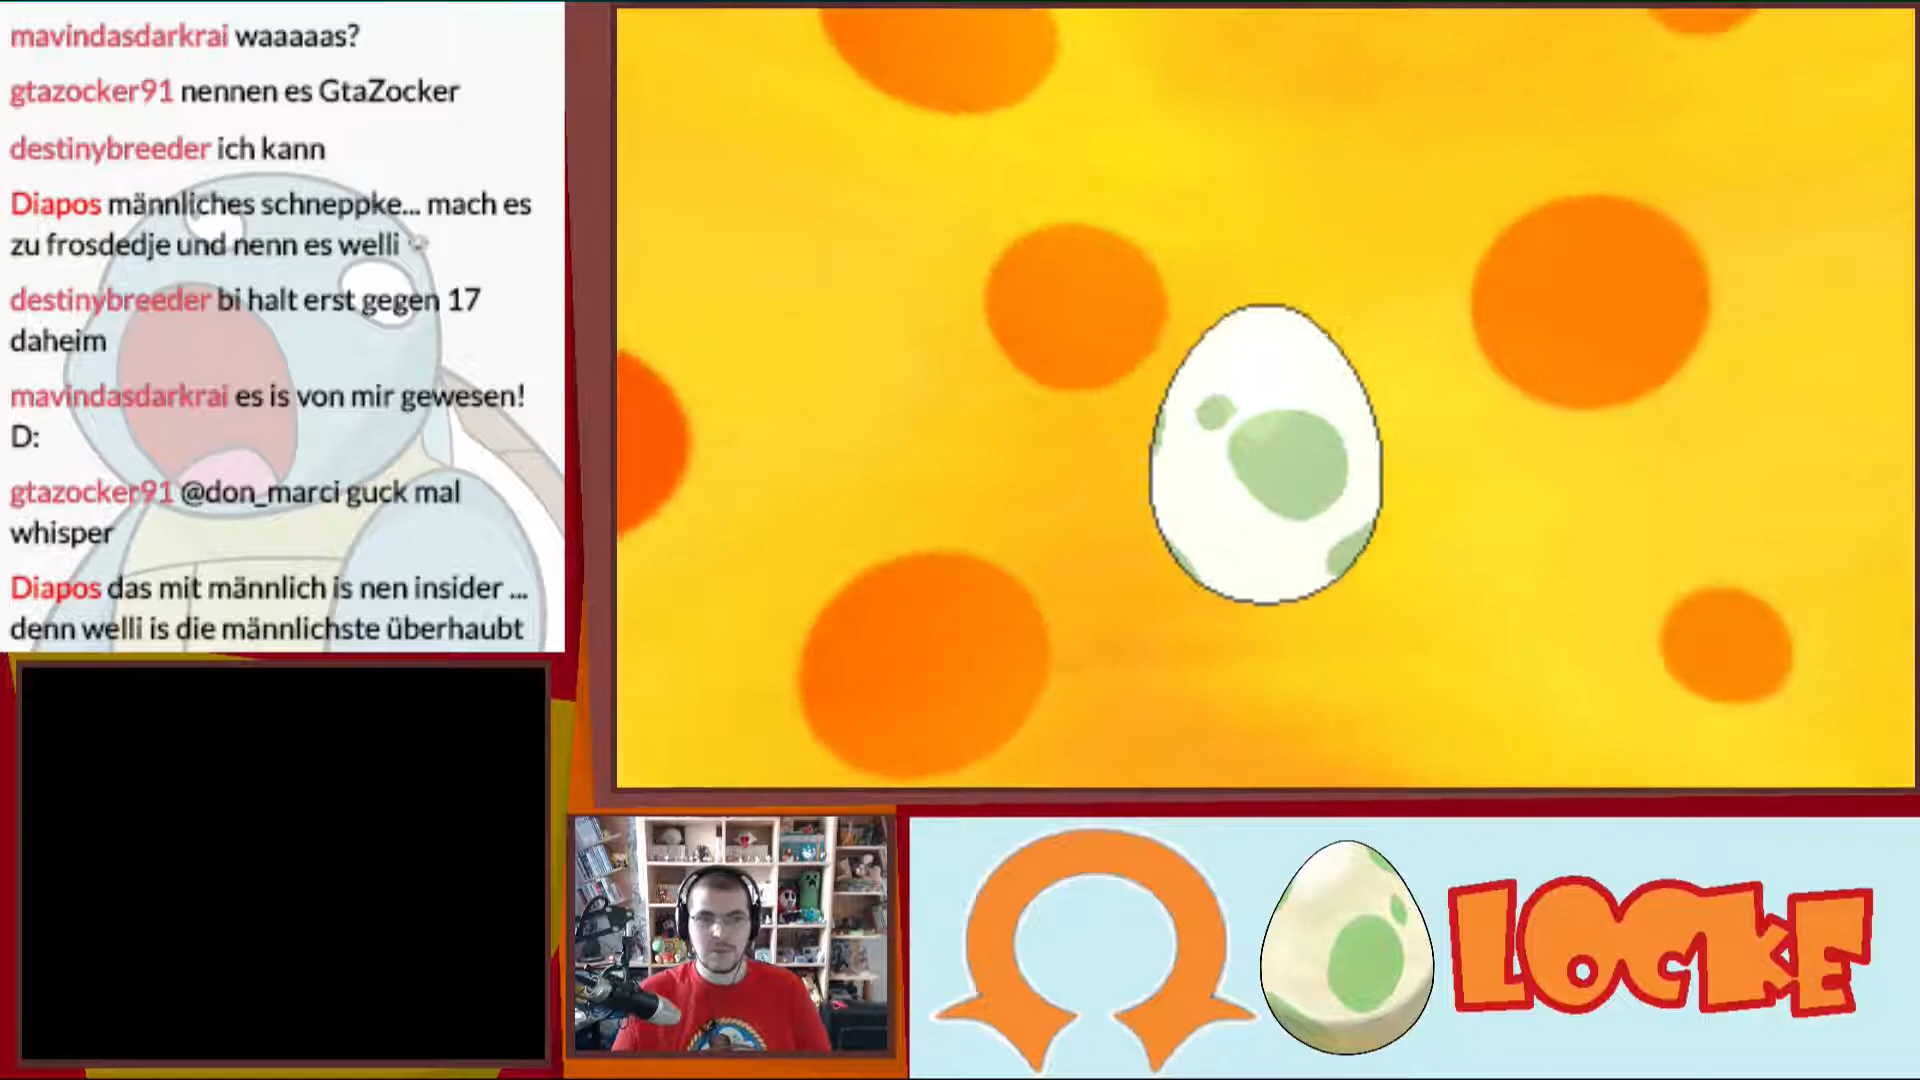 mavindasdarkrai waaaaas?
gtazocker91 nennen es GtaZocker
destinybreeder ich kann
Diapos männliches schneppke... mach es
zu frosdedje und nenn es welli
destinybreeder bi halt erst gegen 17
daheim
mavindasdarkrai es is von mir gewesen!
D:
gtazocker91 @don_marci guck mal
whisper
Diapos das mit männlich is nen insider ...
denn welli is die männlichste überhaubt
LOCKE